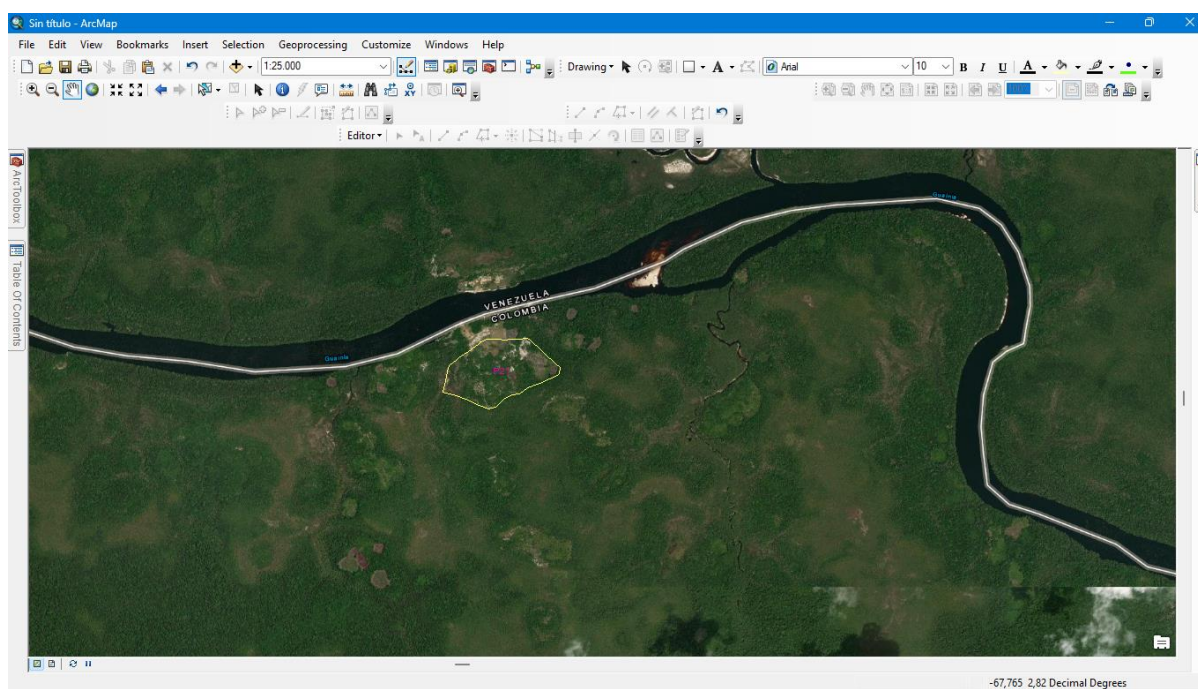 Sin título - ArcMap
File Edit View Bookmarks Insert Selection Geoprocessing Customize Windows Help
1:25.000
Drawing
A
Arial
10
B I U A
Editor
ArcToolbox
Table Of Contents
Guainía
VENEZUELA
COLOMBIA
Guainía
-67,765 2,82 Decimal Degrees